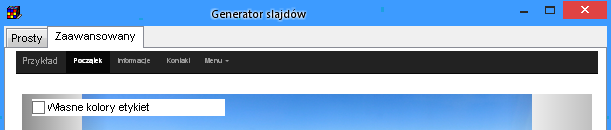 Generator slajdów
Prosty Zaawansowany
Przykład Początek Informacje Kontakt Menu
Własne kolory etykiet